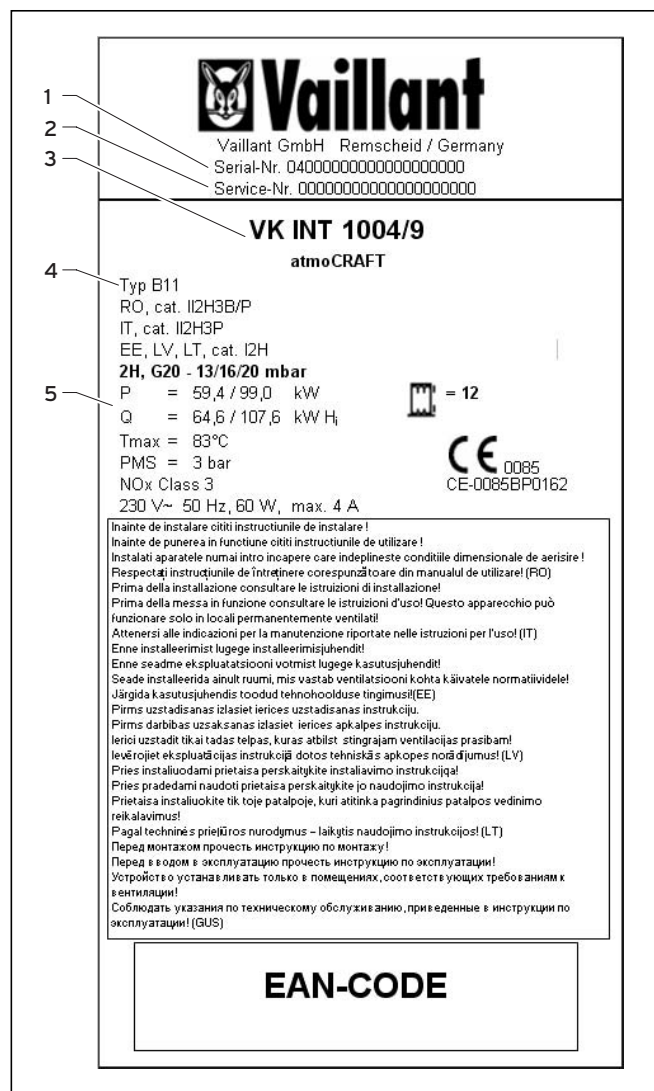 Vaillant
Vaillant GmbH Remscheid / Germany
1
Serial-Nr. 04000000000000000000
2
Service-Nr. 00000000000000000000
3
VK INT 1004/9
atmoCRAFT
4
Typ B11
RO, cat. II2H3B/P
IT, cat. II2H3P
EE, LV, LT, cat. I2H
2H, G20 - 13/16/20 mbar
5
P = 59,4 / 99,0 kW
= 12
Q = 64,6 / 107,6 kW Hi
Tmax = 83°C
PMS = 3 bar
CE 0085
NOx Class 3
CE-0085BP0162
230 V~ 50 Hz, 60 W, max. 4 A
Inainte de instalare cititi instructiunile de instalare !
Inainte de punerea in functiune cititi instructiunile de utilizare !
Instalati aparatele numai intro incapere care indeplineste conditiile dimensionale de aerisire !
Respectaţi instrucţiunile de întreţinere corespunzătoare din manualul de utilizare! (RO)
Prima della installazione consultare le istruizioni di installazione!
Prima della messa in funzione consultare le istruizioni d'uso! Questo apparecchio può
funzionare solo in locali permanentemente ventilati!
Attenersi alle indicazioni per la manutenzione riportate nelle istruzioni per l'uso! (IT)
Enne installeerimist lugege installeerimisjuhendit!
Enne seadme ekspluatatsiooni votmist lugege kasutusjuhendit!
Seade installeerida ainult ruumi, mis vastab ventilatsiooni kohta käivatele normatiividele!
Järgida kasutusjuhendis toodud tehnohoolduse tingimusi!(EE)
Pirms uzstadisanas izlasiet ierices uzstadisanas instrukciju.
Pirms darbibas uzsaksanas izlasiet ierices apkalpes instrukciju.
Ierici uzstadit tikai tadas telpas, kuras atbilst stingrajam ventilacijas prasibam!
Ievērojiet ekspluatācijas instrukcijā dotos tehniskās apkopes norādījumus! (LV)
Pries instaliuodami prietaisa perskaitykite instaliavimo instrukcijqa!
Pries pradedami naudoti prietaisa perskaitykite jo naudojimo instrukcija!
Prietaisa instaliuokite tik toje patalpoje, kuri atitinka pagrindinius patalpos vedinimo
reikalavimus!
Pagal techninės priejiūros nurodymus – laikytis naudojimo instrukcijos! (LT)
Перед монтажом прочесть инструкцию по монтажу!
Перед в водом в эксплуатацию прочесть инструкцию по эксплуатации!
Устройство устанавливать только в помещениях, соответствующих требованиям к
вентиляции!
Соблюдать указания по техническому обслуживанию, приведенные в инструкции по
эксплуатации! (GUS)
EAN-CODE